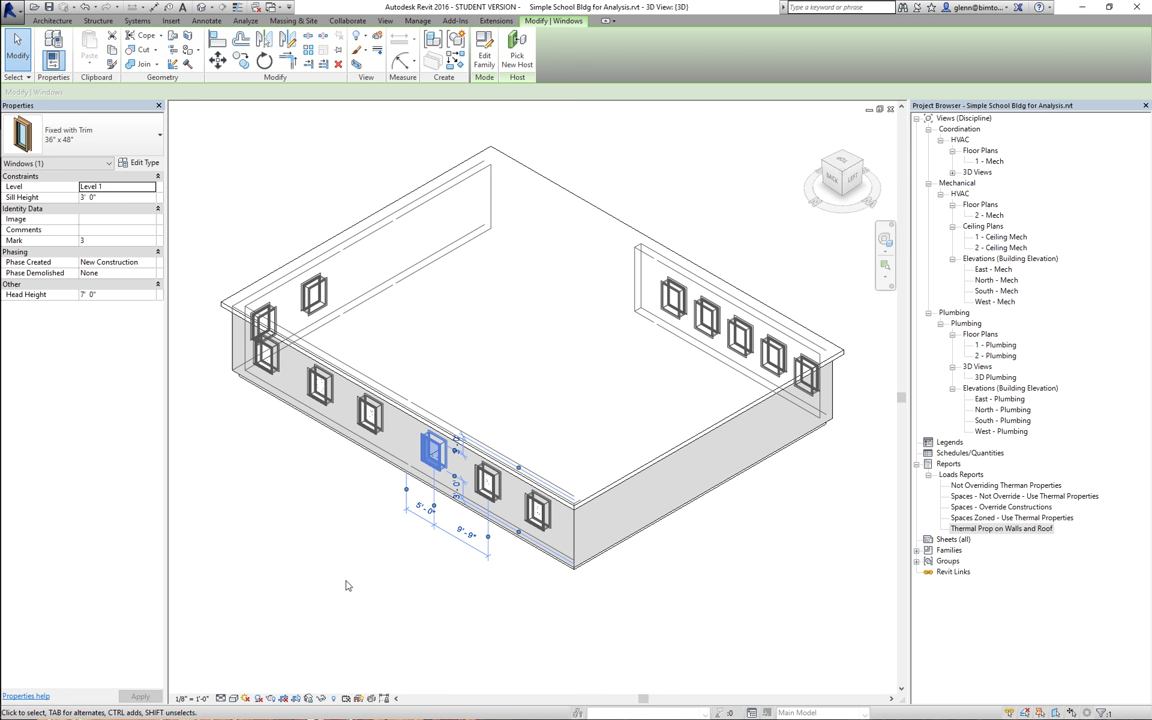 Autodesk Revit 2016 - STUDENT VERSION -    Simple School Bldg for Analysis.rvt - 3D View: {3D}
Type a keyword or phrase
glenn@bimto...
Architecture
Structure
Systems
Insert
Annotate
Analyze
Massing & Site
Collaborate
View
Manage
Add-Ins
Extensions
Modify | Windows
Modify
Paste
Cope
Cut
Join
Edit Family
Pick New Host
Select
Properties
Clipboard
Geometry
Modify
View
Measure
Create
Mode
Host
Modify | Windows
Properties
Fixed with Trim
36" x 48"
Windows (1)
Edit Type
Constraints
Level Level 1
Sill Height 3' 0"
Identity Data
Image
Comments
Mark 3
Phasing
Phase Created New Construction
Phase Demolished None
Other
Head Height 7' 0"
Properties help
Apply
BACK
LEFT
3'-0"
5'-0"
9'-9"
1/8" = 1'-0"
Project Browser - Simple School Bldg for Analysis.rvt
Views (Discipline)
Coordination
HVAC
Floor Plans
1 - Mech
3D Views
Mechanical
HVAC
Floor Plans
2 - Mech
Ceiling Plans
1 - Ceiling Mech
2 - Ceiling Mech
Elevations (Building Elevation)
East - Mech
North - Mech
South - Mech
West - Mech
Plumbing
Plumbing
Floor Plans
1 - Plumbing
2 - Plumbing
3D Views
3D Plumbing
Elevations (Building Elevation)
East - Plumbing
North - Plumbing
South - Plumbing
West - Plumbing
Legends
Schedules/Quantities
Reports
Loads Reports
Not Overriding Therman Properties
Spaces - Not Override - Use Thermal Properties
Spaces - Override Constructions
Spaces Zoned - Use Thermal Properties
Thermal Prop on Walls and Roof
Sheets (all)
Families
Groups
Revit Links
Click to select, TAB for alternates, CTRL adds, SHIFT unselects.
:0
Main Model
:1